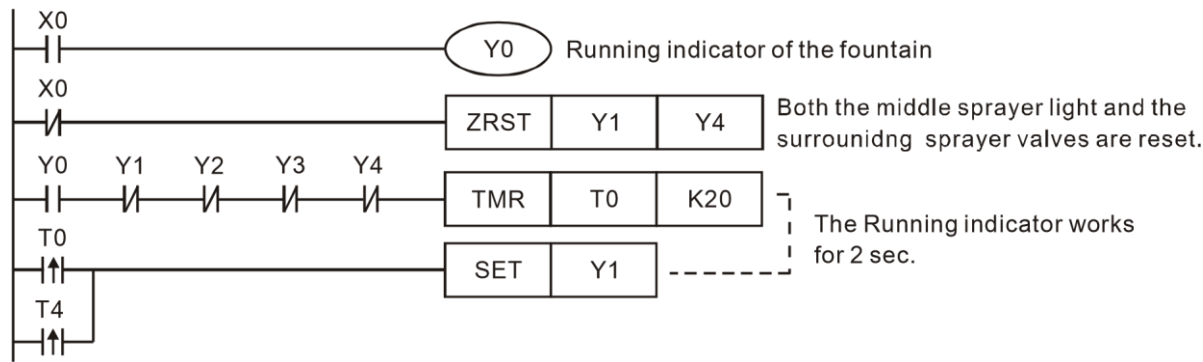 X0
Y0 Running indicator of the fountain
X0
ZRST Y1 Y4 Both the middle sprayer light and the
surrounidng sprayer valves are reset.
Y0 Y1 Y2 Y3 Y4
TMR T0 K20
The Running indicator works
for 2 sec.
T0
SET Y1
T4